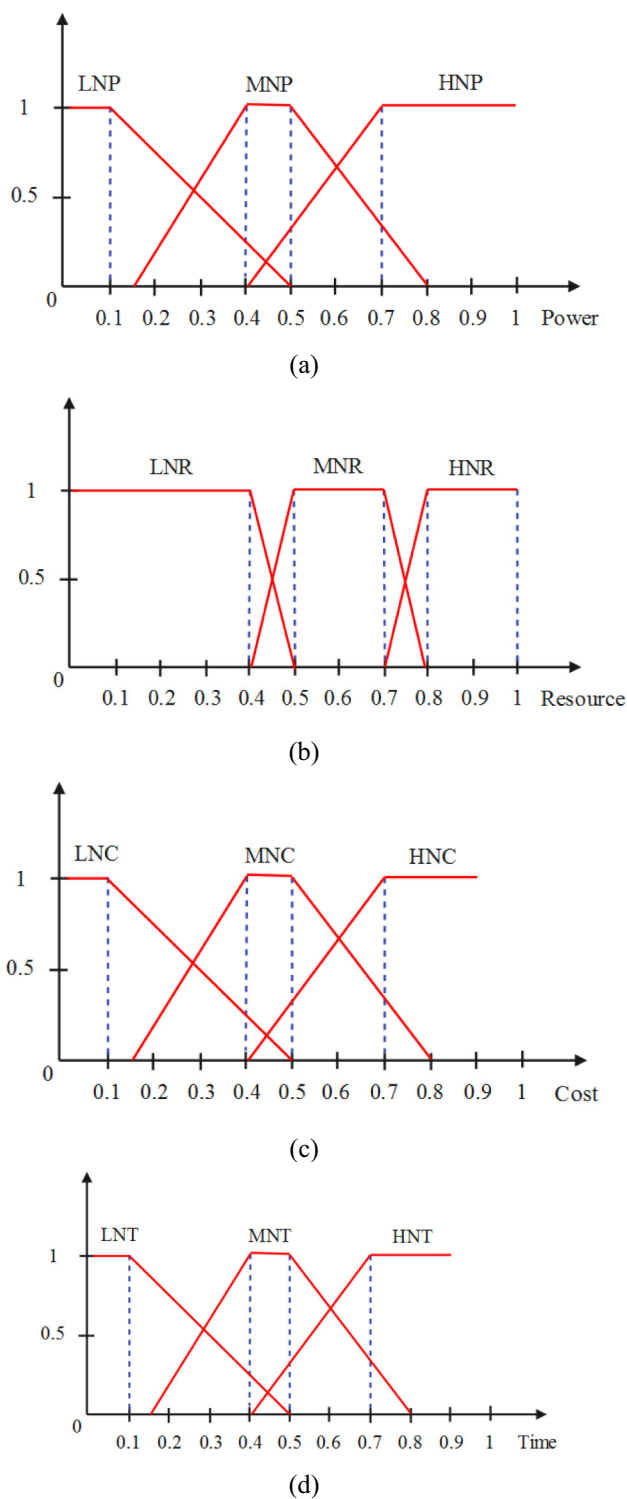 LNP MNP HNP
1
0.5
0
0.1 0.2 0.3 0.4 0.5 0.6 0.7 0.8 0.9 1 Power
(a)
LNR MNR HNR
1
0.5
0
0.1 0.2 0.3 0.4 0.5 0.6 0.7 0.8 0.9 1 Resource
(b)
LNC MNC HNC
1
0.5
0
0.1 0.2 0.3 0.4 0.5 0.6 0.7 0.8 0.9 1 Cost
(c)
LNT MNT HNT
1
0.5
0
0.1 0.2 0.3 0.4 0.5 0.6 0.7 0.8 0.9 1 Time
(d)